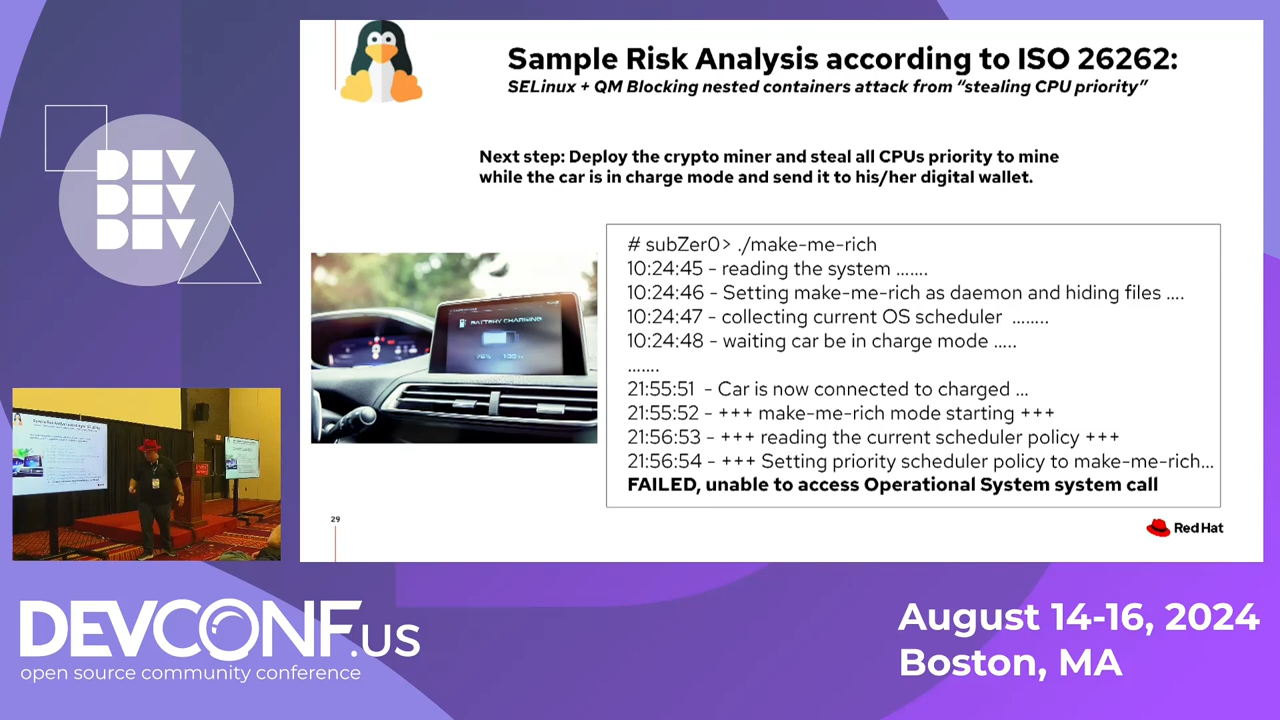 Sample Risk Analysis according to ISO 26262:
SELinux + QM Blocking nested containers attack from “stealing CPU priority”
Next step: Deploy the crypto miner and steal all CPUs priority to mine
while the car is in charge mode and send it to his/her digital wallet.
# subZer0> ./make-me-rich
10:24:45 - reading the system .......
10:24:46 - Setting make-me-rich as daemon and hiding files ....
10:24:47 - collecting current OS scheduler ........
10:24:48 - waiting car be in charge mode .....
.......
21:55:51 - Car is now connected to charged ...
21:55:52 - +++ make-me-rich mode starting +++
21:56:53 - +++ reading the current scheduler policy +++
21:56:54 - +++ Setting priority scheduler policy to make-me-rich...
FAILED, unable to access Operational System system call
BATTERY CHARGING
29
Red Hat
DEV
DEV
DEV
DEVCONF.US
open source community conference
August 14-16, 2024
Boston, MA